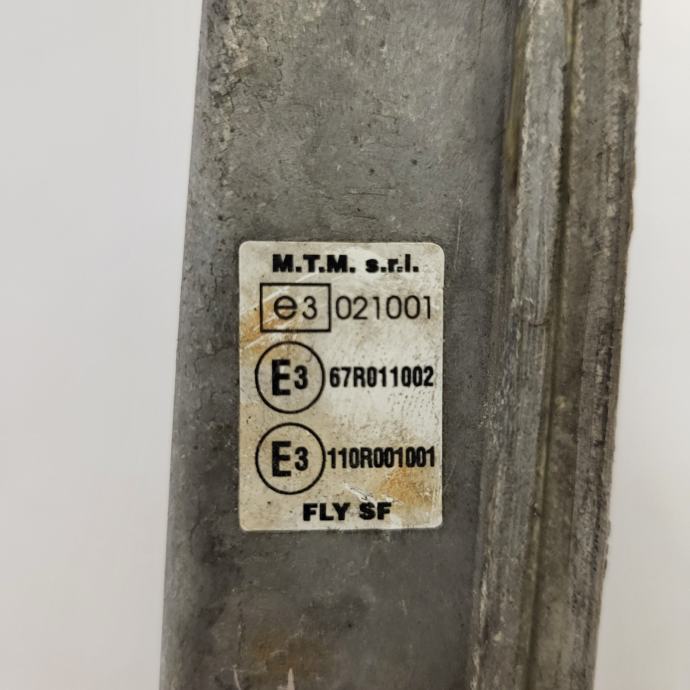 M.T.M. s.r.l.
e3 021001
E3 67R011002
E3 110R001001
FLY SF